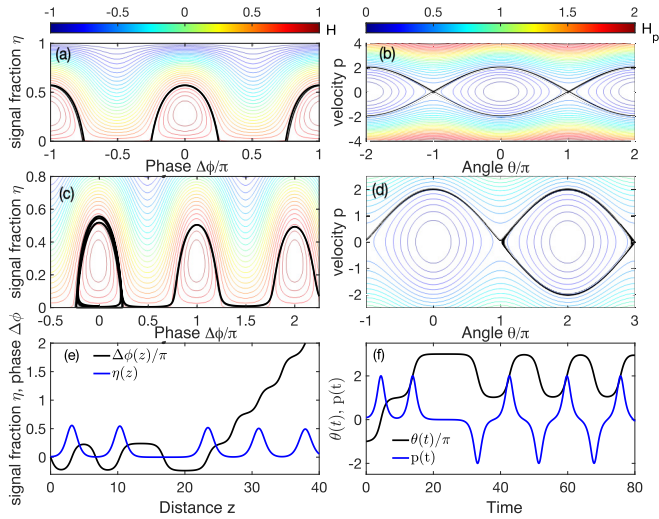 -1 -0.5 0 0.5 1 H
0 0.5 1 1.5 2 H_p
(a)
signal fraction η
1
0.5
0
-1 -0.5 0 0.5 1
Phase Δϕ/π
(b)
velocity p
4
2
0
-2
-4
-2 -1 0 1 2
Angle θ/π
(c)
signal fraction η
0.8
0.6
0.4
0.2
0
-0.5 0 0.5 1 1.5 2
Phase Δϕ/π
(d)
velocity p
2
1
0
-1
-2
-1 0 1 2 3
Angle θ/π
(e)
signal fraction η, phase Δϕ
2
1.5
1
0.5
0
Δϕ(z)/π
η(z)
0 10 20 30 40
Distance z
(f)
θ(t), p(t)
2
0
-2
θ(t)/π
p(t)
0 20 40 60 80
Time